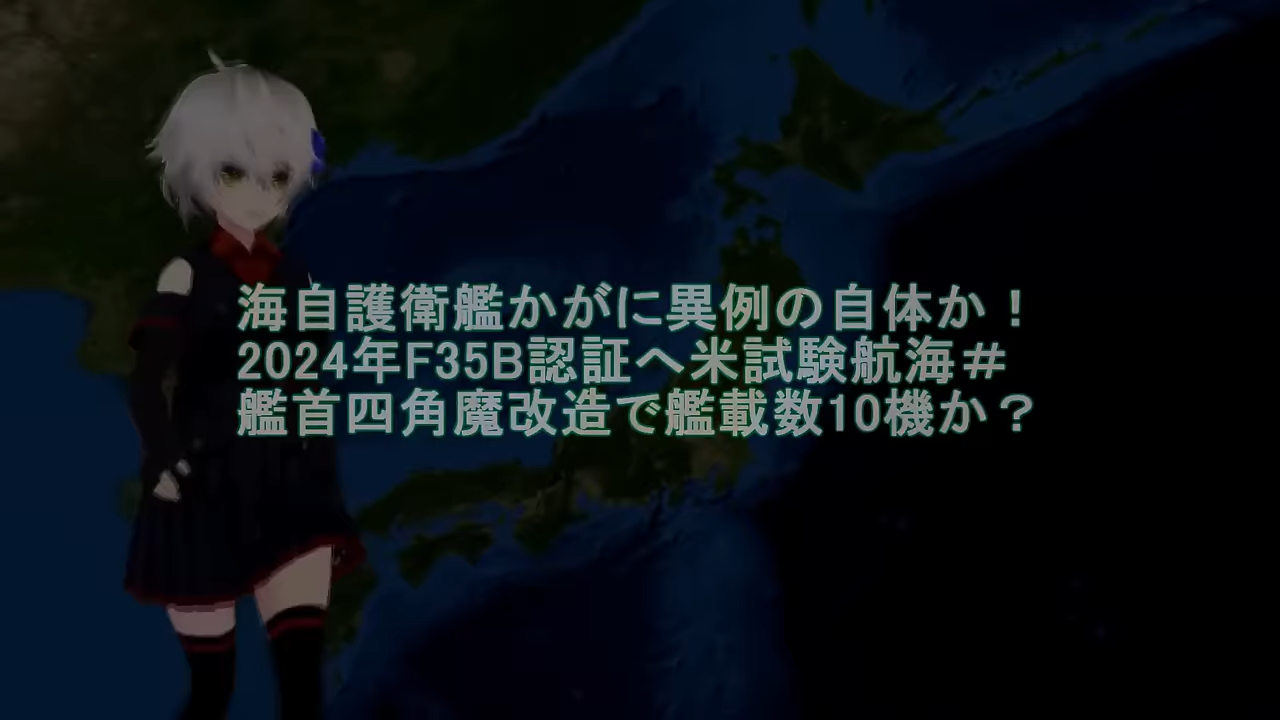 海自護衛艦かがに異例の自体か！
2024年F35B認証へ米試験航海＃
艦首四角魔改造で艦載数10機か？